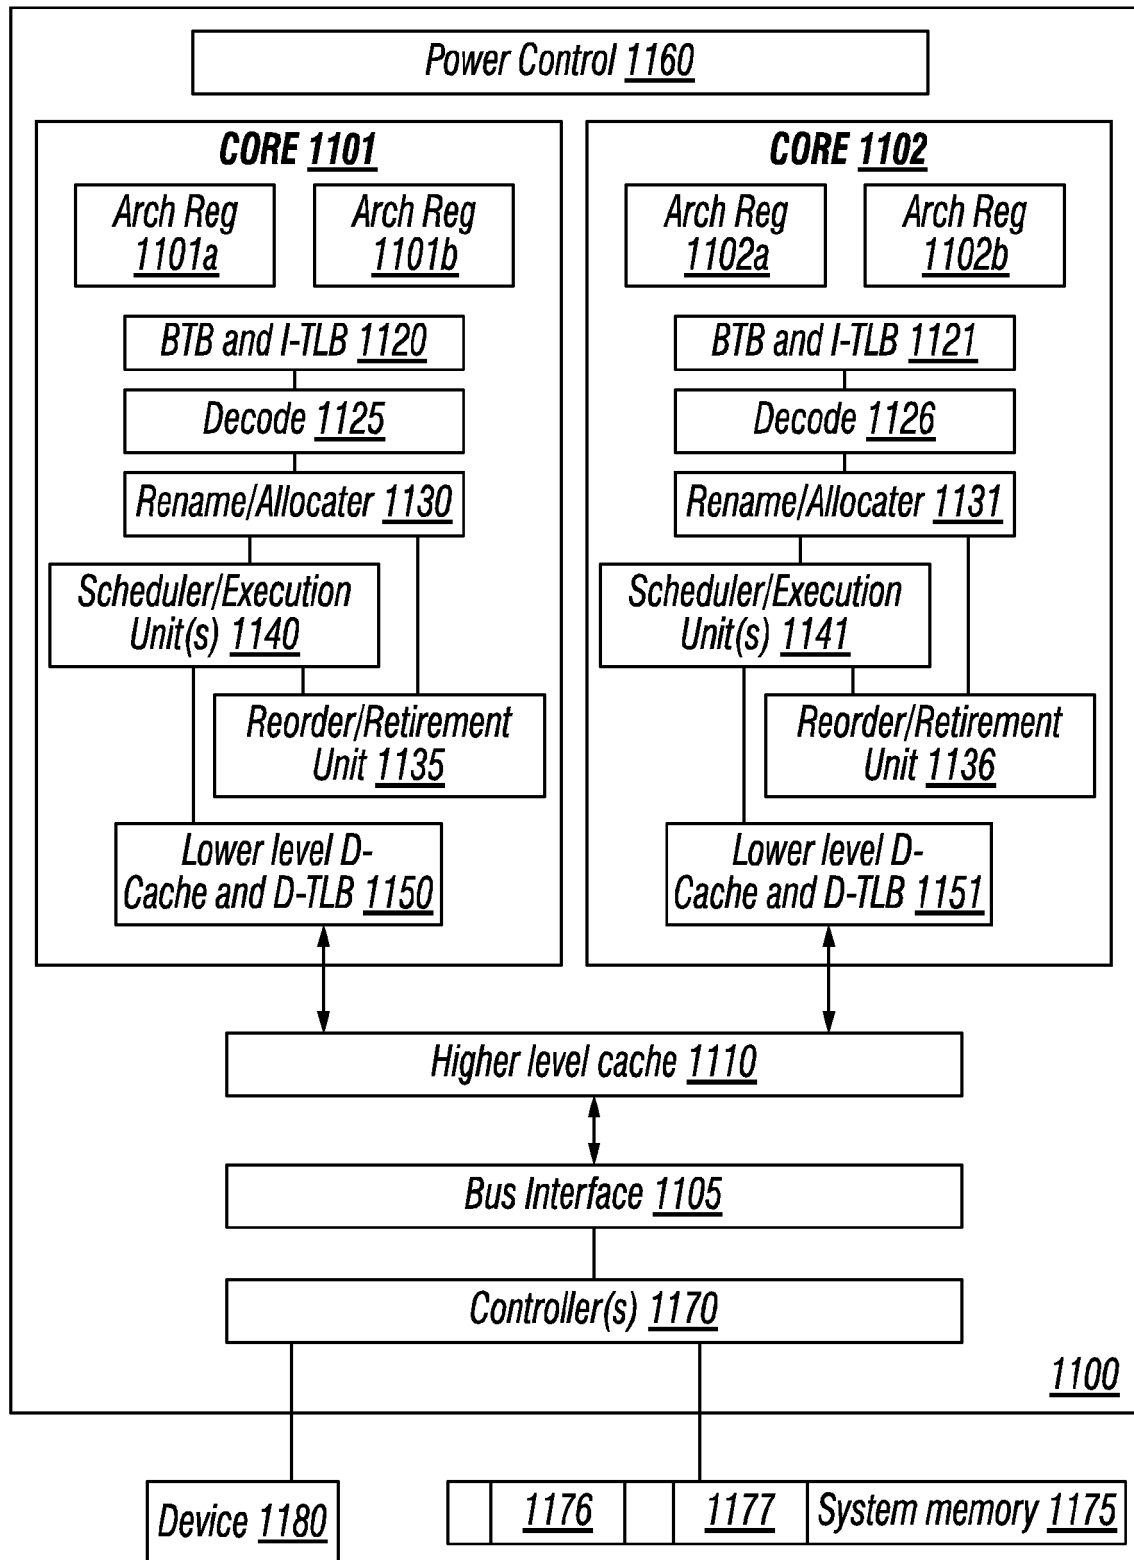 Power Control 1160
CORE 1101
Arch Reg
1101a
Arch Reg
1101b
BTB and I-TLB 1120
Decode 1125
Rename/Allocater 1130
Scheduler/Execution
Unit(s) 1140
Reorder/Retirement
Unit 1135
Lower level D-
Cache and D-TLB 1150
CORE 1102
Arch Reg
1102a
Arch Reg
1102b
BTB and I-TLB 1121
Decode 1126
Rename/Allocater 1131
Scheduler/Execution
Unit(s) 1141
Reorder/Retirement
Unit 1136
Lower level D-
Cache and D-TLB 1151
Higher level cache 1110
Bus Interface 1105
Controller(s) 1170
1100
Device 1180
1176
1177
System memory 1175